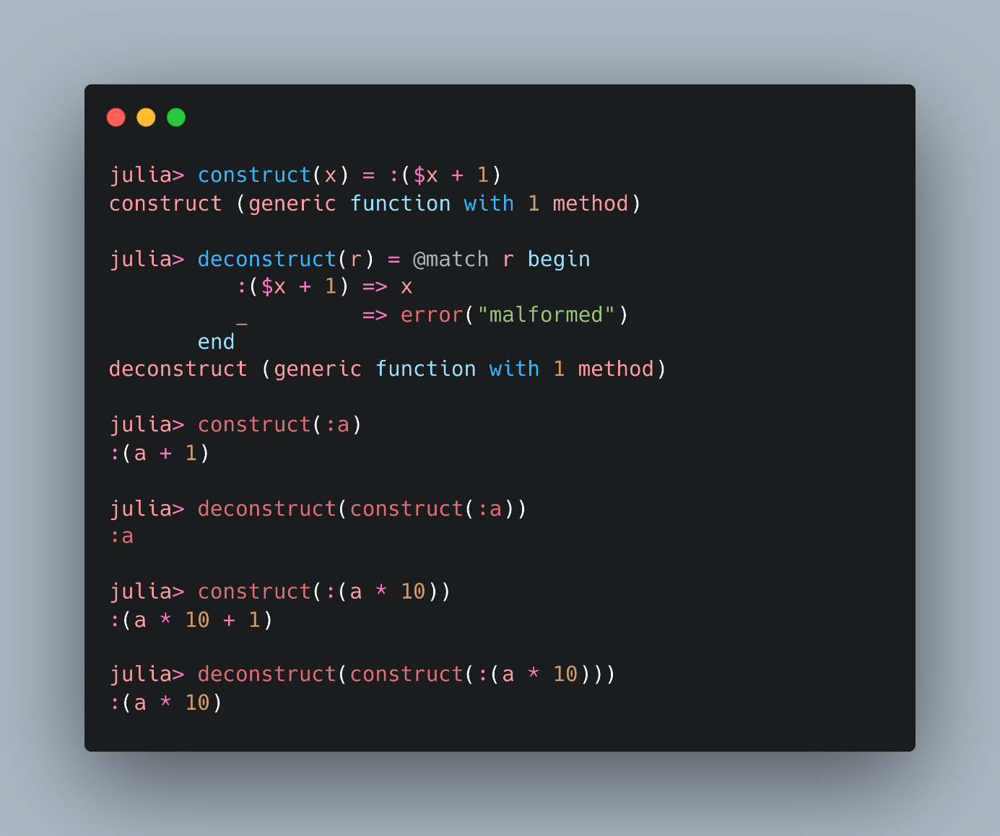 julia> construct(x) = :($x + 1)
construct (generic function with 1 method)

julia> deconstruct(r) = @match r begin
          :($x + 1) => x
          _         => error("malformed")
       end
deconstruct (generic function with 1 method)

julia> construct(:a)
:(a + 1)

julia> deconstruct(construct(:a))
:a

julia> construct(:(a * 10))
:(a * 10 + 1)

julia> deconstruct(construct(:(a * 10)))
:(a * 10)